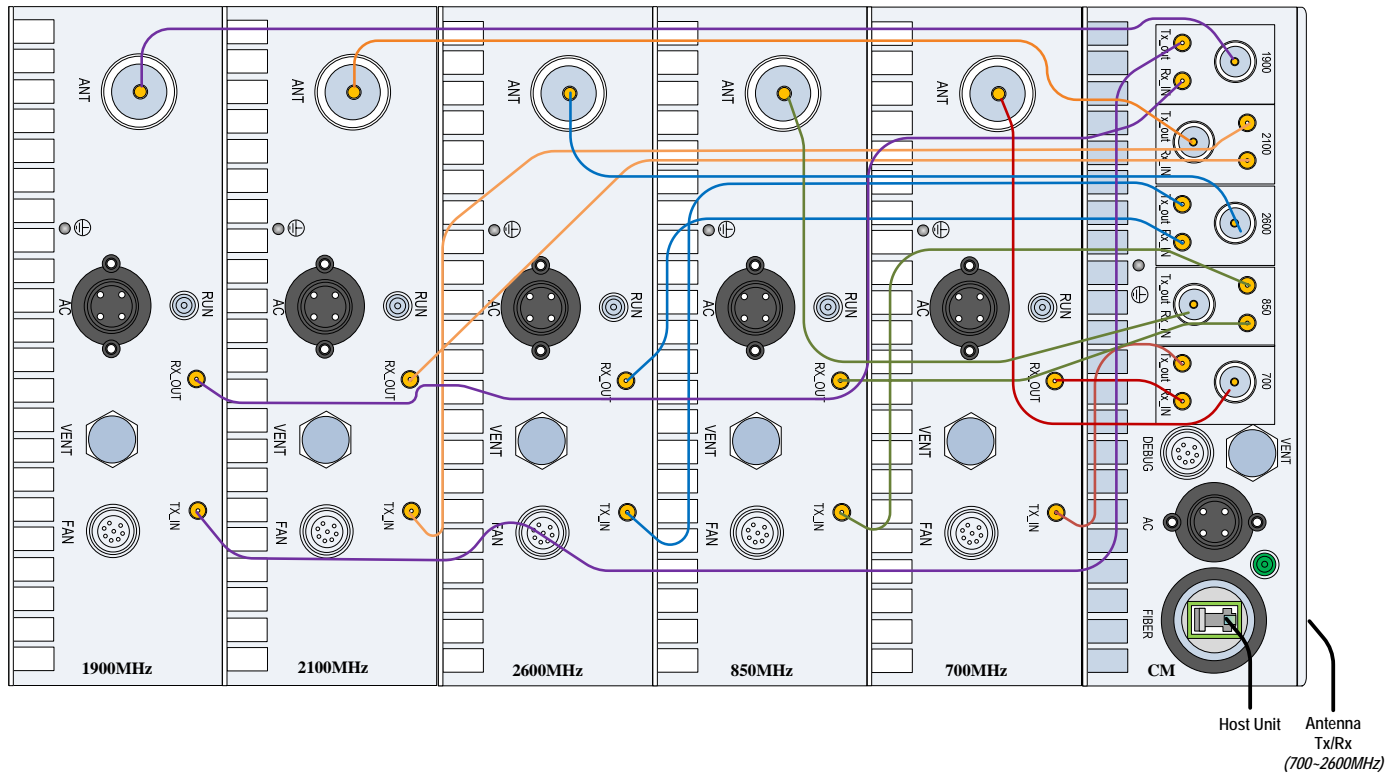 ANT
AC
RUN
RX_OUT
VENT
TX_IN
FAN
1900MHz
ANT
AC
RUN
RX_OUT
VENT
TX_IN
FAN
2100MHz
ANT
AC
RUN
RX_OUT
VENT
TX_IN
FAN
2600MHz
ANT
AC
RUN
RX_OUT
VENT
TX_IN
FAN
850MHz
ANT
AC
RUN
RX_OUT
VENT
TX_IN
FAN
700MHz
Tx_out Rx_IN
1900
Tx_out Rx_IN
2100
Tx_out Rx_IN
2600
Tx_out Rx_IN
850
Tx_out Rx_IN
700
DEBUG
VENT
AC
FIBER
CM
Host Unit
Antenna
Tx/Rx
(700~2600MHz)